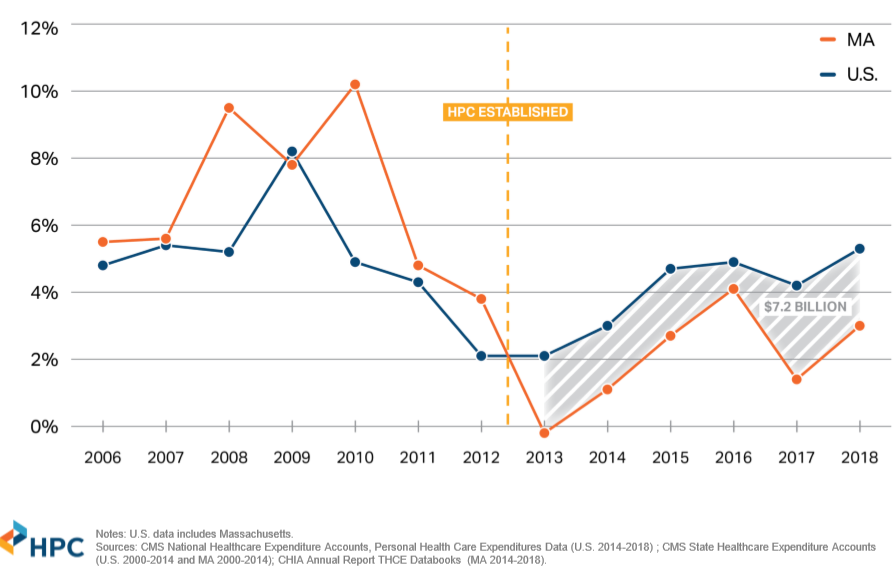 12%
MA
U.S.
10%
HPC ESTABLISHED
8%
6%
4%
$7.2 BILLION
2%
0%
2006 2007 2008 2009 2010 2011 2012 2013 2014 2015 2016 2017 2018
HPC
Notes: U.S. data includes Massachusetts.
Sources: CMS National Healthcare Expenditure Accounts, Personal Health Care Expenditures Data (U.S. 2014-2018) ; CMS State Healthcare Expenditure Accounts
(U.S. 2000-2014 and MA 2000-2014); CHIA Annual Report THCE Databooks (MA 2014-2018).